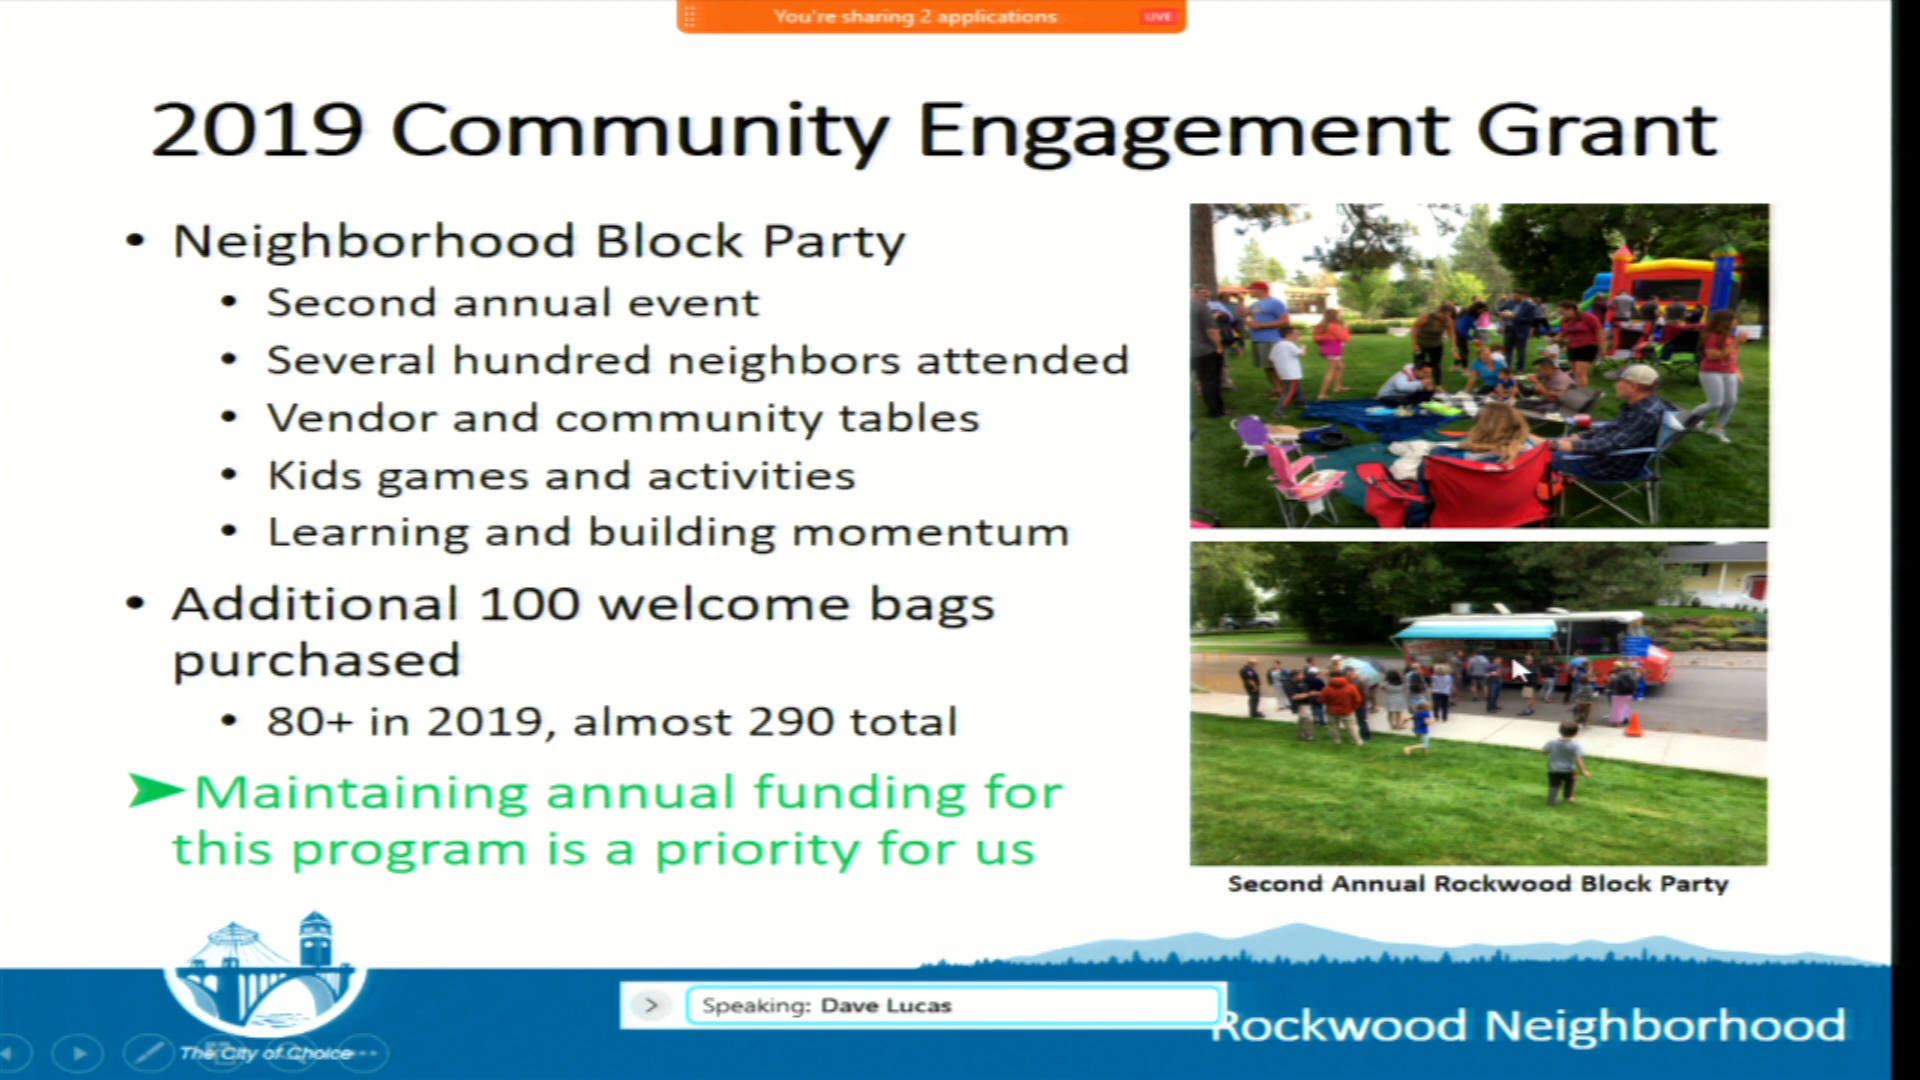 You're sharing 2 applications LIVE
2019 Community Engagement Grant
• Neighborhood Block Party
• Second annual event
• Several hundred neighbors attended
• Vendor and community tables
• Kids games and activities
• Learning and building momentum
• Additional 100 welcome bags
purchased
• 80+ in 2019, almost 290 total
➤Maintaining annual funding for
this program is a priority for us
Second Annual Rockwood Block Party
Speaking: Dave Lucas
Rockwood Neighborhood
The City of Choice